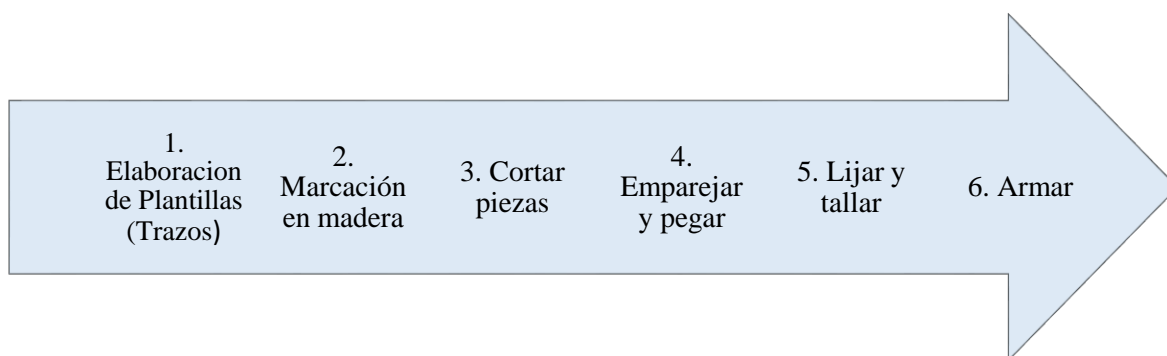 1.
Elaboracion
de Plantillas
(Trazos)
2.
Marcación
en madera
3. Cortar
piezas
4.
Emparejar
y pegar
5. Lijar y
tallar
6. Armar